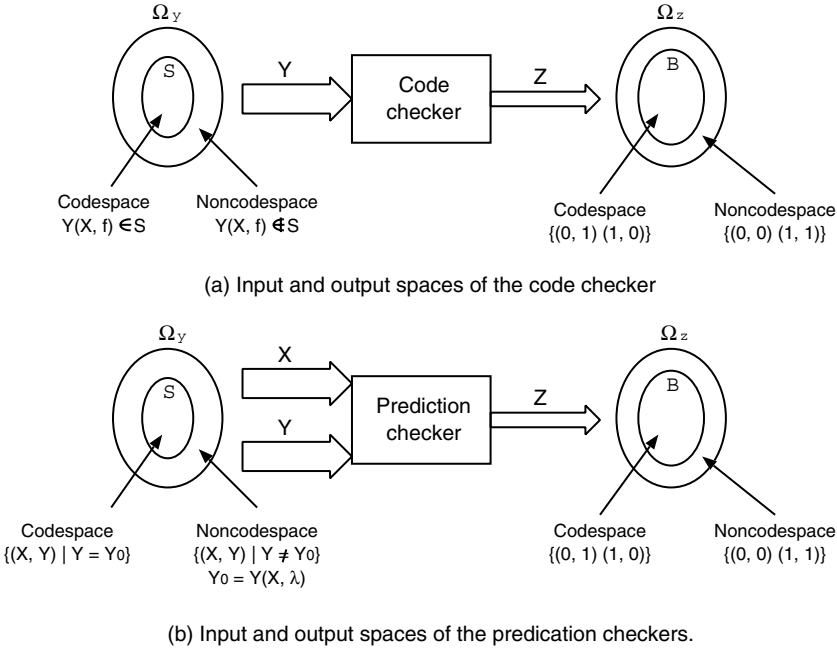 Ωy
Ωz
S
Y
Code
checker
Z
B
Codespace
Y(X, f) ∈ S
Noncodespace
Y(X, f) ∉ S
Codespace
{(0, 1) (1, 0)}
Noncodespace
{(0, 0) (1, 1)}
(a) Input and output spaces of the code checker
Ωy
Ωz
X
S
Y
Prediction
checker
Z
B
Codespace
{(X, Y) | Y = Y0}
Noncodespace
{(X, Y) | Y ≠ Y0}
Y0 = Y(X, λ)
Codespace
{(0, 1) (1, 0)}
Noncodespace
{(0, 0) (1, 1)}
(b) Input and output spaces of the predication checkers.